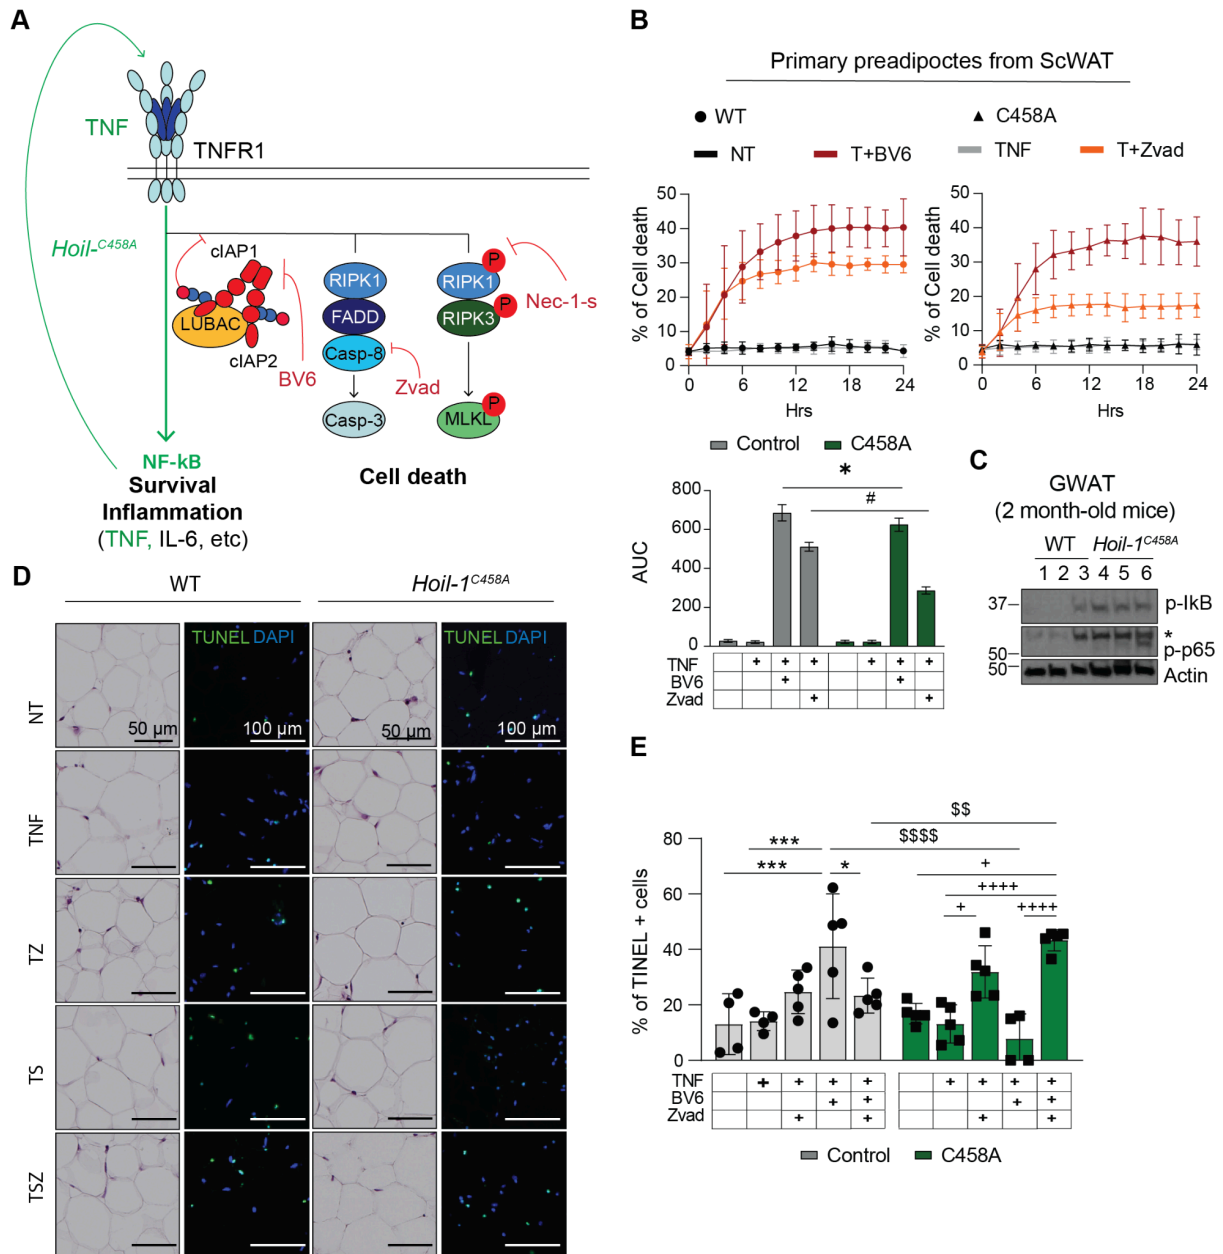 A
TNF
TNFR1
Hoil-C458A
cIAP1
LUBAC
cIAP2
BV6
RIPK1
FADD
Casp-8
Casp-3
Zvad
RIPK1
P
RIPK3
P
MLKL
P
Nec-1-s
NF-kB
Survival
Inflammation
(TNF, IL-6, etc)
Cell death
B
Primary preadipoctes from ScWAT
WT
C458A
NT
T+BV6
TNF
T+Zvad
% of Cell death
50
40
30
20
10
0
0 6 12 18 24
Hrs
% of Cell death
50
40
30
20
10
0
0 6 12 18 24
Hrs
Control
C458A
*
#
AUC
800
600
400
200
0
TNF + + + + + +
BV6 + +
Zvad + +
C
GWAT
(2 month-old mice)
WT Hoil-1C458A
1 2 3 4 5 6
37
p-IkB
*
p-p65
50
50
Actin
D
WT
Hoil-1C458A
TUNEL DAPI
TUNEL DAPI
NT
50 µm
100 µm
50 µm
100 µm
TNF
TZ
TS
TSZ
E
$$
$$$$
***
+
***
*
++++
+
++++
% of TINEL + cells
80
60
40
20
0
TNF + + + + + + + +
BV6 + + + +
Zvad + + + +
Control
C458A